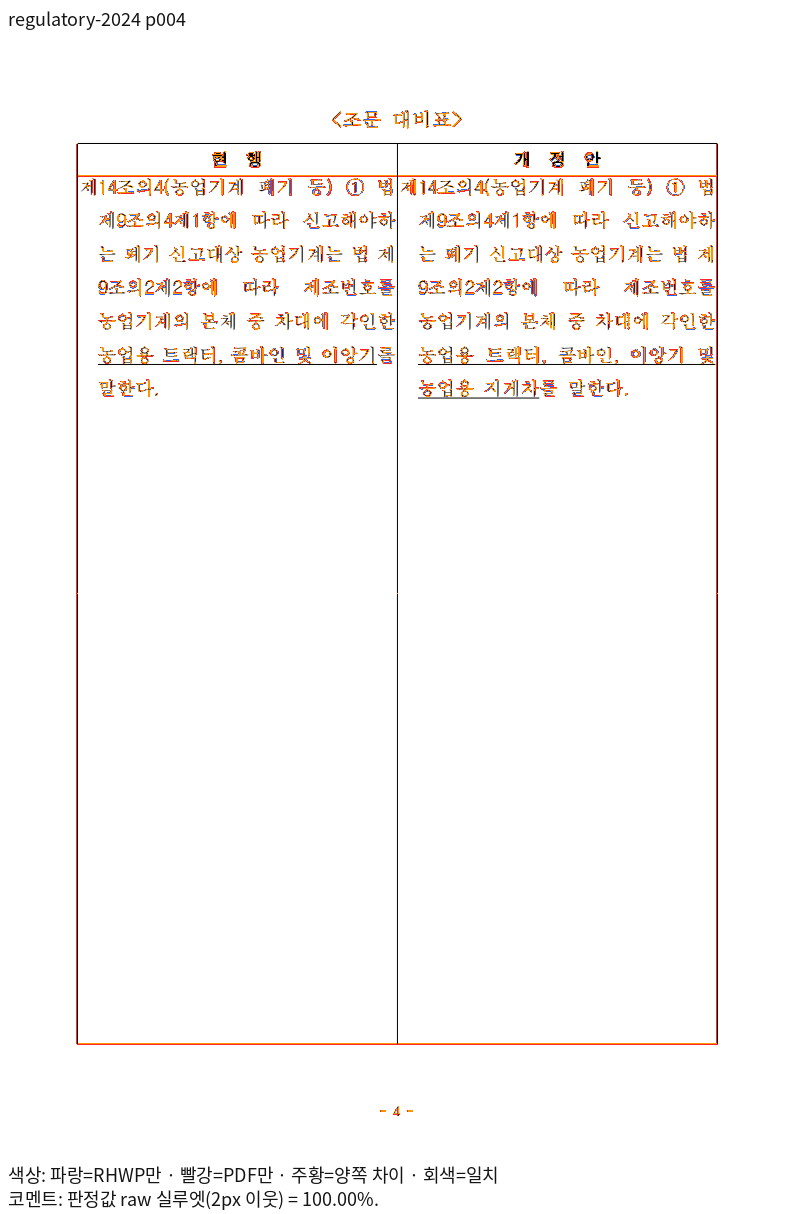 regulatory-2024 p004
<조문 대비표>
현 행
개 정 안
제14조의4(농업기계 폐기 등) ① 법
제9조의4제1항에 따라 신고해야하
는 폐기 신고대상 농업기계는 법 제
9조의2제2항에 따라 제조번호를
농업기계의 본체 중 차대에 각인한
농업용 트랙터, 콤바인 및 이앙기를
말한다.
제14조의4(농업기계 폐기 등) ① 법
제9조의4제1항에 따라 신고해야하
는 폐기 신고대상 농업기계는 법 제
9조의2제2항에 따라 제조번호를
농업기계의 본체 중 차대에 각인한
농업용 트랙터, 콤바인, 이앙기 및
농업용 지게차를 말한다.
- 4 -
색상: 파랑=RHWP만 · 빨강=PDF만 · 주황=양쪽 차이 · 회색=일치
코멘트: 판정값 raw 실루엣(2px 이웃) = 100.00%.